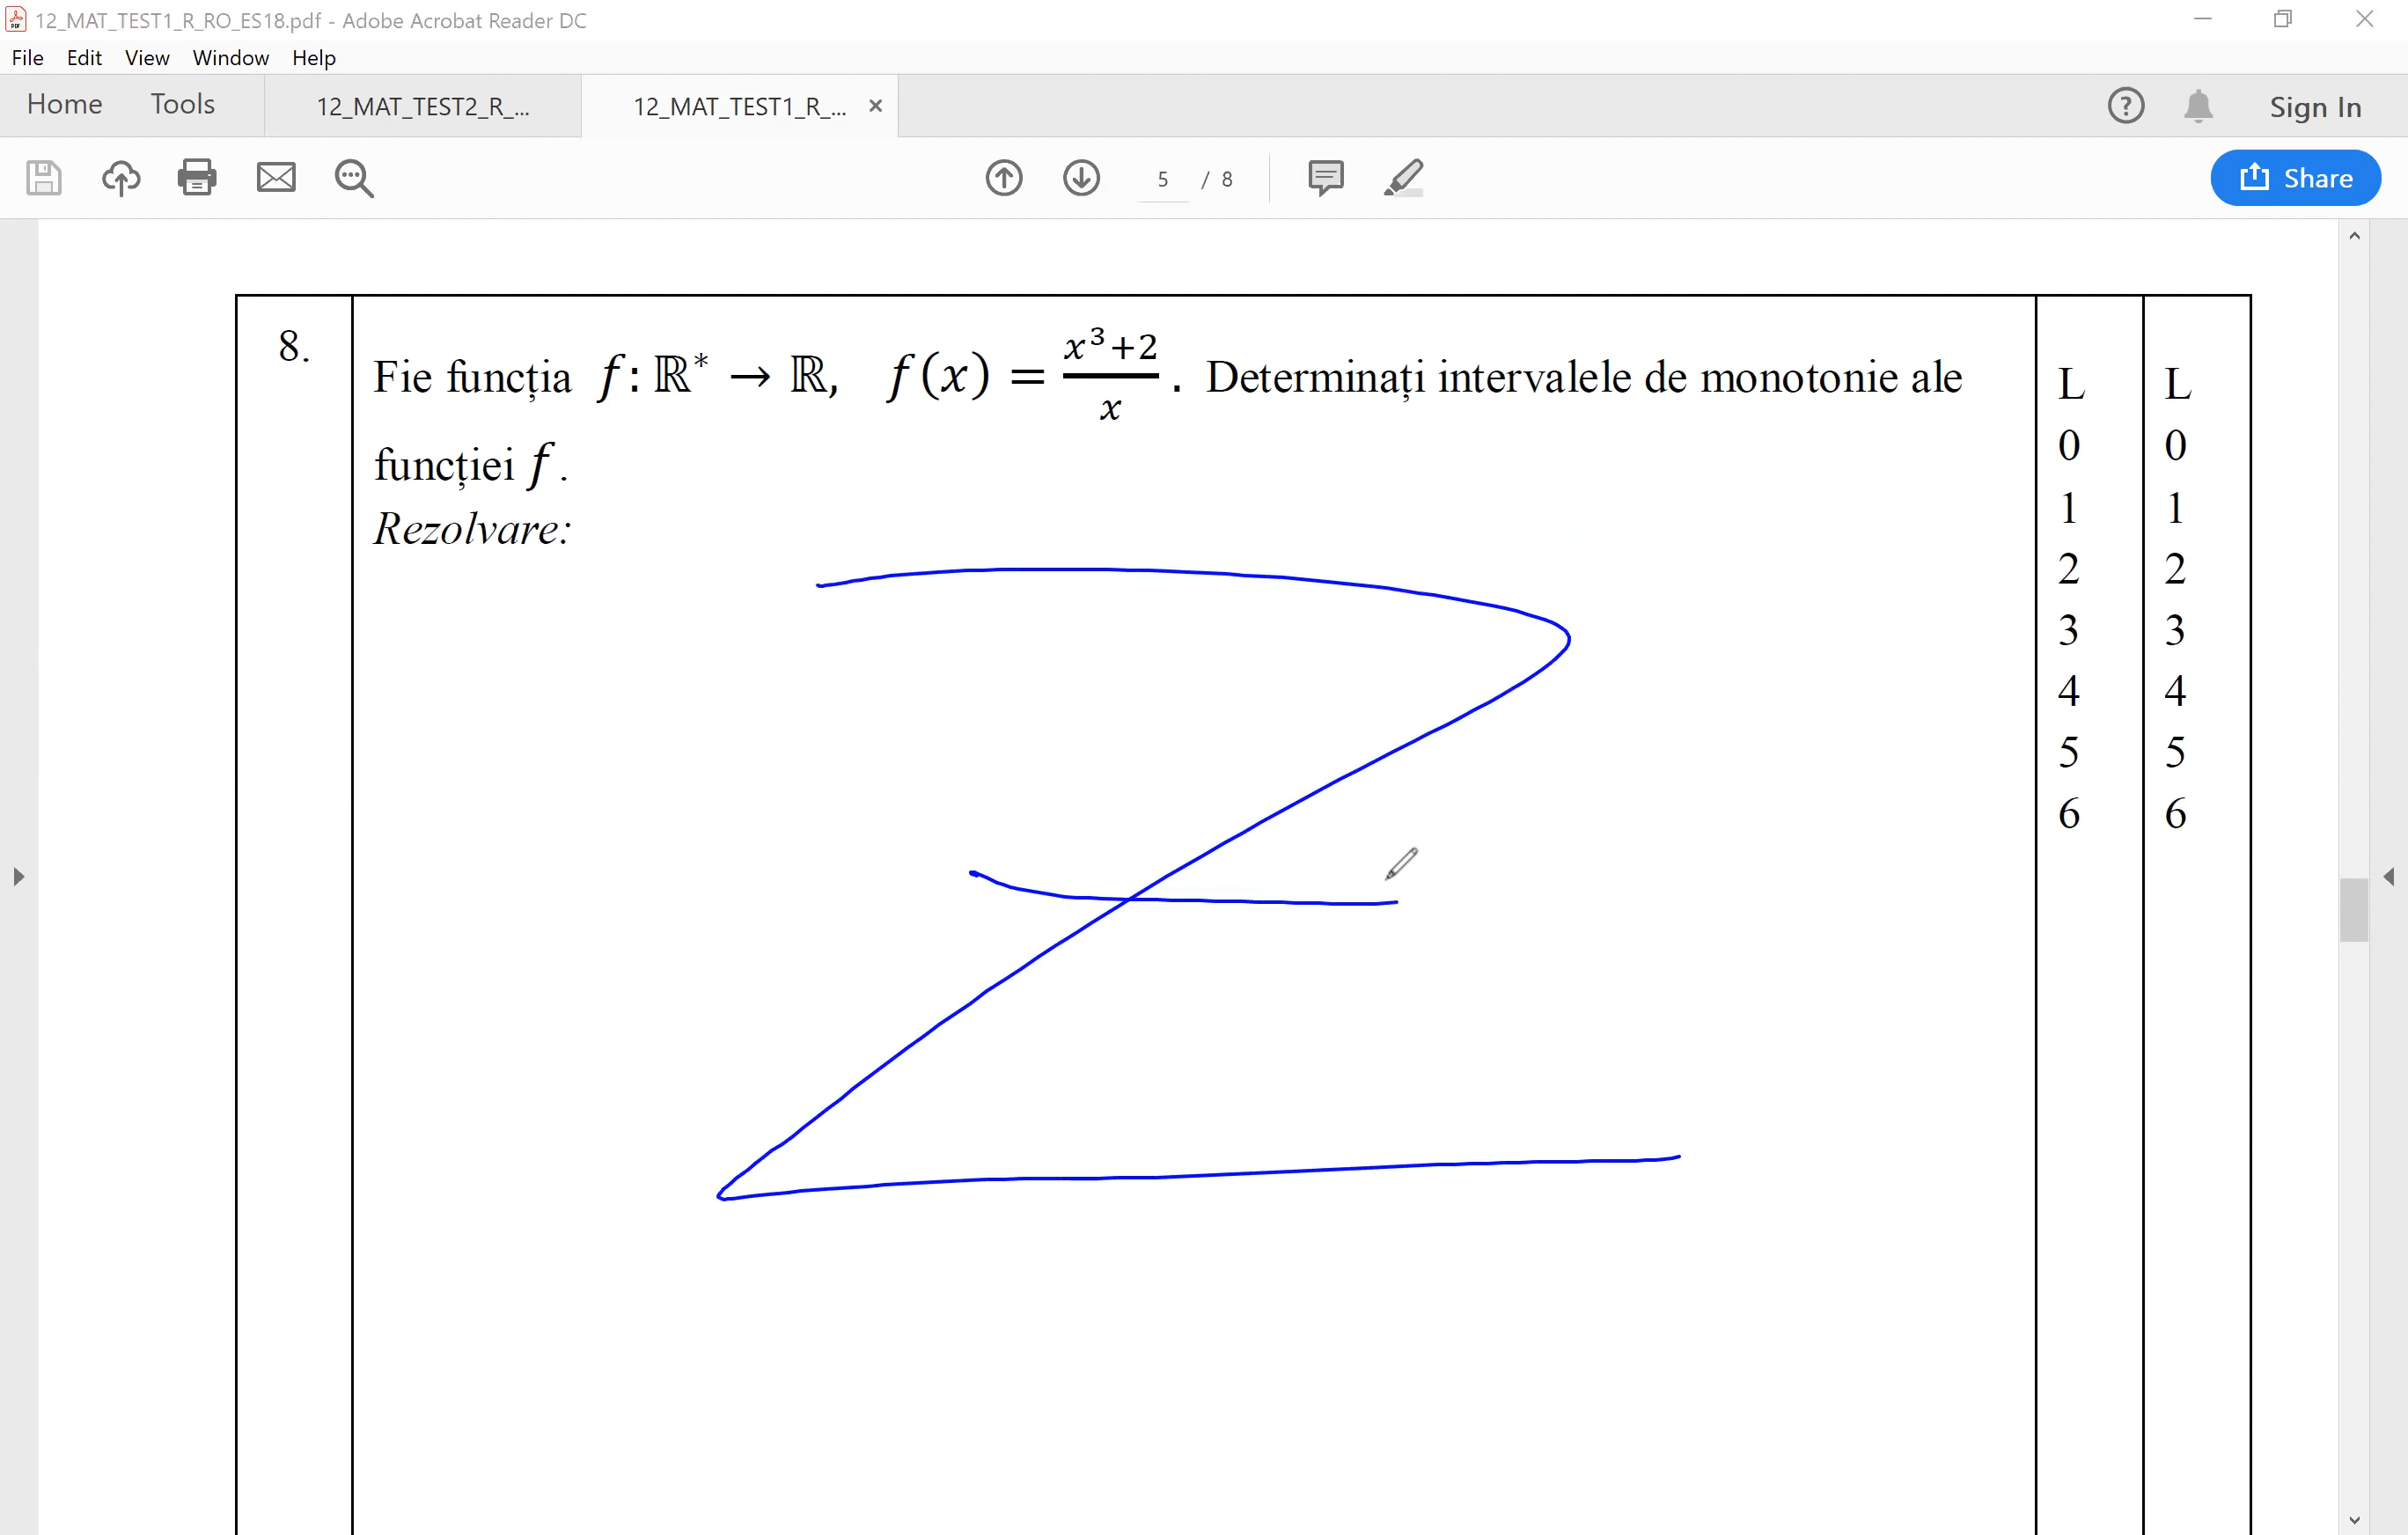 12_MAT_TEST1_R_RO_ES18.pdf - Adobe Acrobat Reader DC
File Edit View Window Help
Home Tools 12_MAT_TEST2_R_... 12_MAT_TEST1_R_... × ? Sign In
5 / 8 Share
8.
Fie funcția f: ℝ* → ℝ, f(x) = (x³+2)/x . Determinați intervalele de monotonie ale
funcției f.
Rezolvare:
Z
L L
0 0
1 1
2 2
3 3
4 4
5 5
6 6